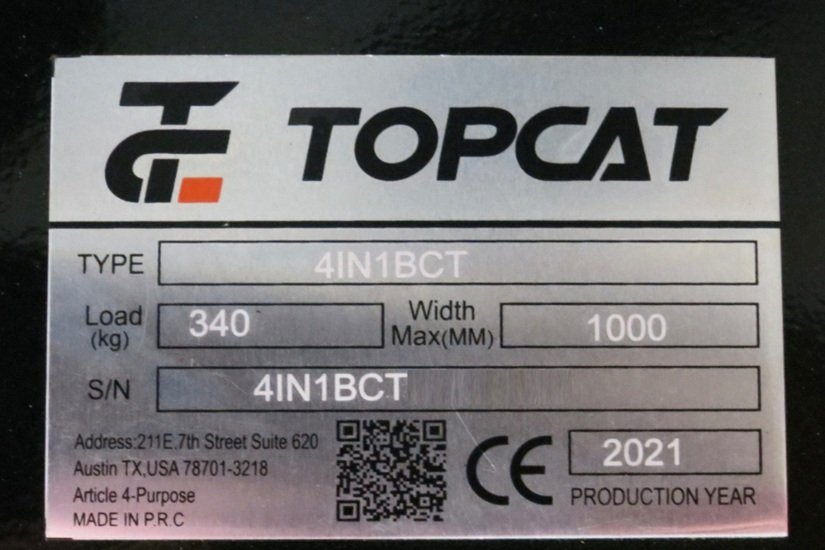 TOPCAT
TYPE 4IN1BCT
Load (kg) 340 Width Max(MM) 1000
S/N 4IN1BCT
Address:211E.7th Street Suite 620
Austin TX,USA 78701-3218
Article 4-Purpose
MADE IN P.R.C
CE
2021
PRODUCTION YEAR